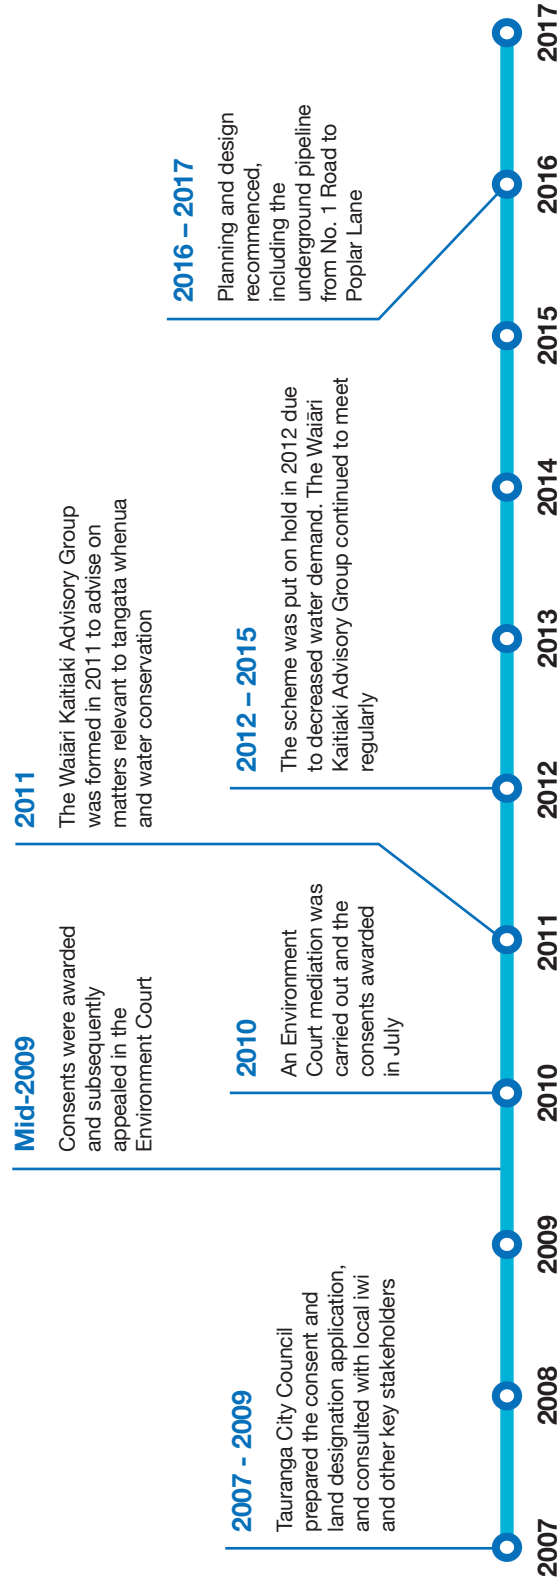 2007 - 2009
Tauranga City Council
prepared the consent and
land designation application,
and consulted with local iwi
and other key stakeholders
Mid-2009
Consents were awarded
and subsequently
appealed in the
Environment Court
2010
An Environment
Court mediation was
carried out and the
consents awarded
in July
2011
The Waiāri Kaitiaki Advisory Group
was formed in 2011 to advise on
matters relevant to tangata whenua
and water conservation
2012 – 2015
The scheme was put on hold in 2012 due
to decreased water demand. The Waiāri
Kaitiaki Advisory Group continued to meet
regularly
2016 – 2017
Planning and design
recommenced,
including the
underground pipeline
from No. 1 Road to
Poplar Lane
2007
2008
2009
2010
2011
2012
2013
2014
2015
2016
2017